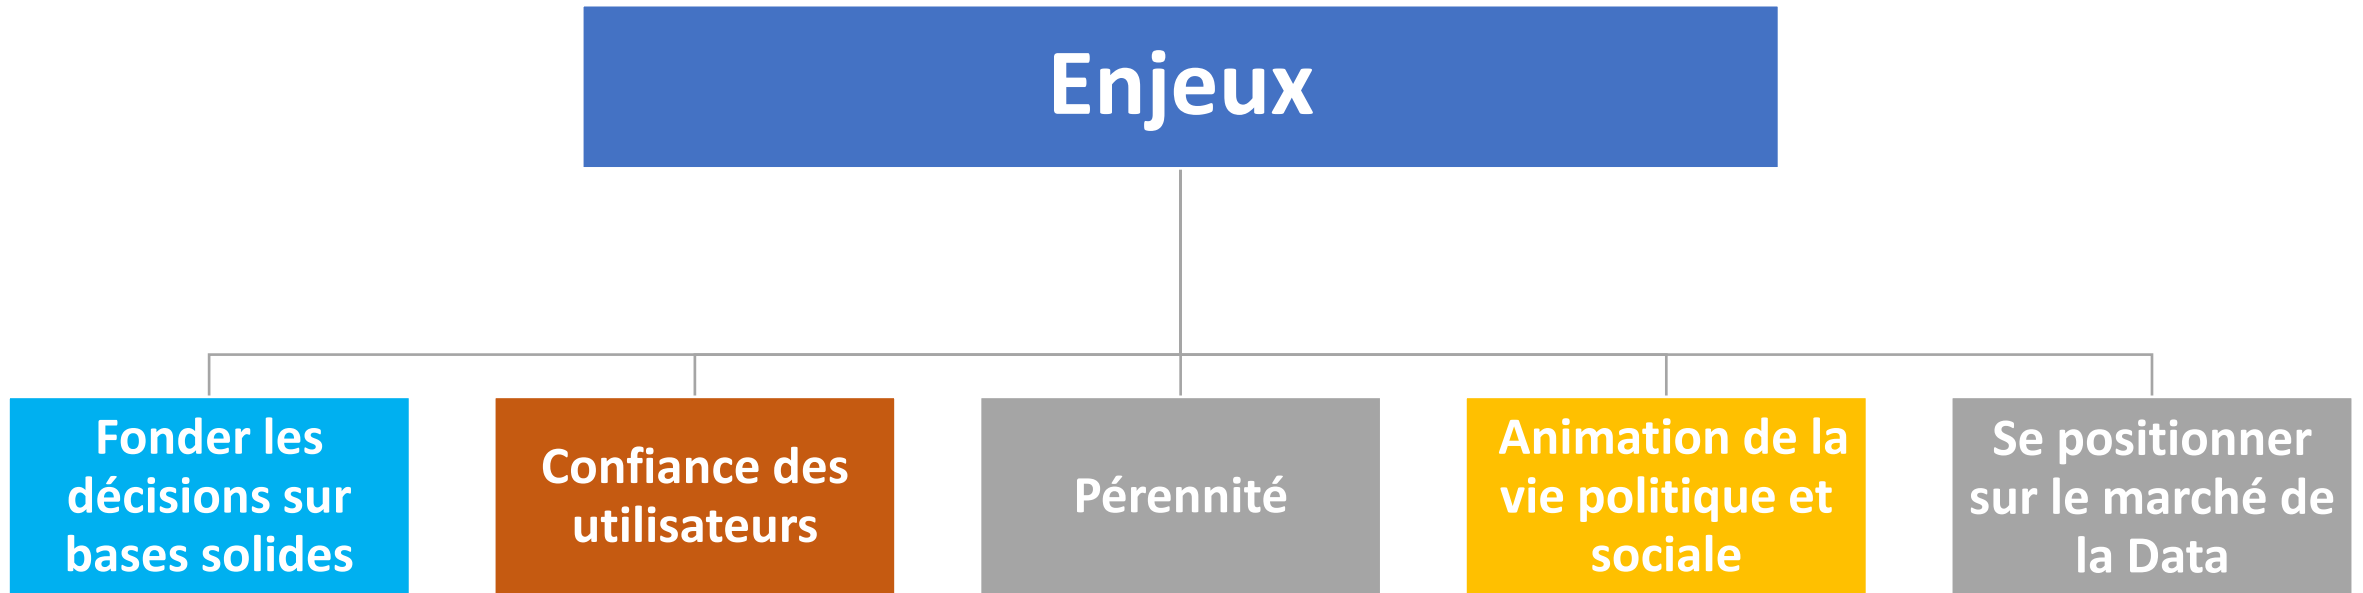 Enjeux
Fonder les
décisions sur
bases solides
Confiance des
utilisateurs
Pérennité
Animation de la
vie politique et
sociale
Se positionner
sur le marché de
la Data